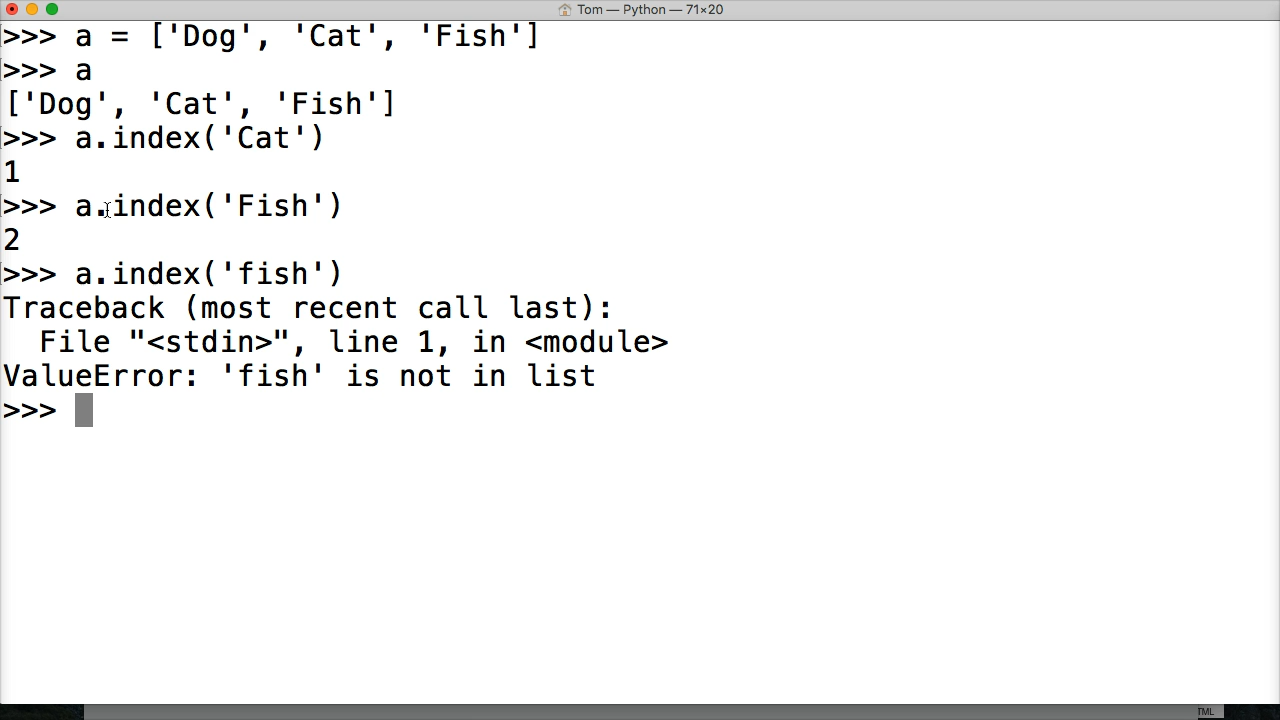 Tom — Python — 71×20
>>> a = ['Dog', 'Cat', 'Fish']
>>> a
['Dog', 'Cat', 'Fish']
>>> a.index('Cat')
1
>>> a.index('Fish')
2
>>> a.index('fish')
Traceback (most recent call last):
  File "<stdin>", line 1, in <module>
ValueError: 'fish' is not in list
>>>
TML